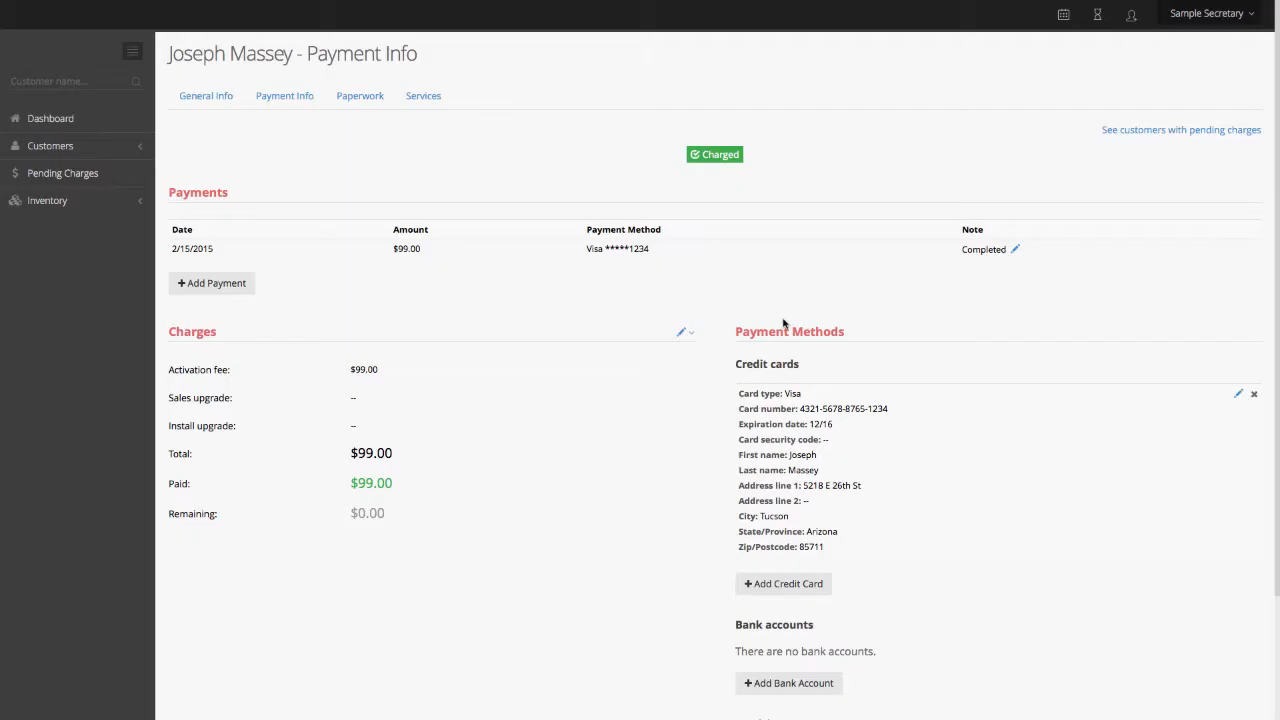 Sample Secretary
Joseph Massey - Payment Info
Customer name...
General Info Payment Info Paperwork Services
Dashboard
Customers
Pending Charges
Inventory
See customers with pending charges
Charged
Payments
Date Amount Payment Method Note
2/15/2015 $99.00 Visa *****1234 Completed
Add Payment
Charges
Activation fee: $99.00
Sales upgrade: --
Install upgrade: --
Total: $99.00
Paid: $99.00
Remaining: $0.00
Payment Methods
Credit cards
Card type: Visa
Card number: 4321-5678-8765-1234
Expiration date: 12/16
Card security code: --
First name: Joseph
Last name: Massey
Address line 1: 5218 E 26th St
Address line 2: --
City: Tucson
State/Province: Arizona
Zip/Postcode: 85711
Add Credit Card
Bank accounts
There are no bank accounts.
Add Bank Account